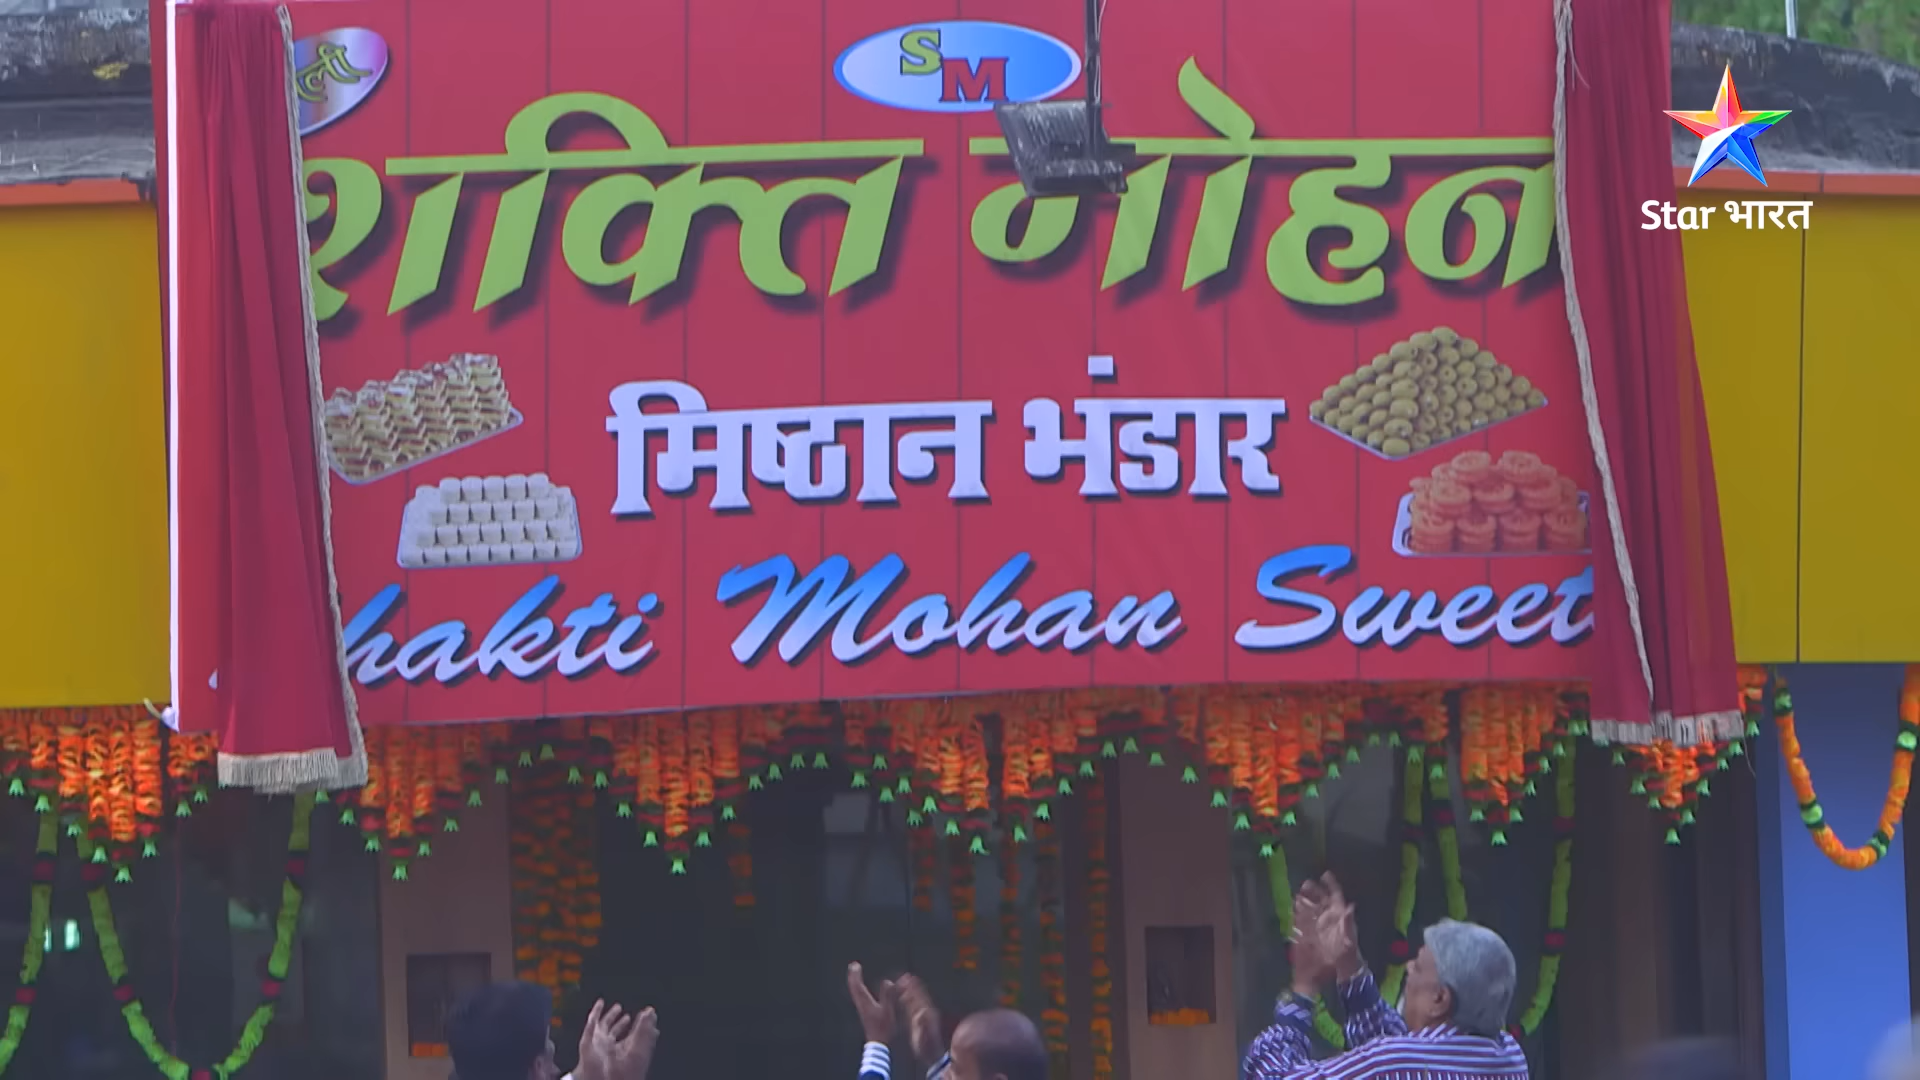 SM
शक्ति मोहन
मिष्ठान भंडार
hakti Mohan Sweet
Star भारत